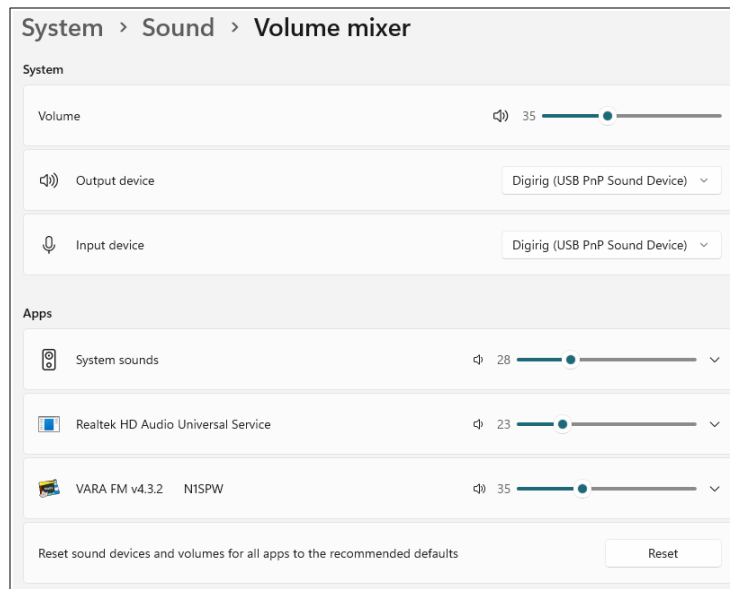 System > Sound > Volume mixer
System
Volume 35
Output device Digirig (USB PnP Sound Device)
Input device Digirig (USB PnP Sound Device)
Apps
System sounds 28
Realtek HD Audio Universal Service 23
VARA FM v4.3.2 N1SPW 35
Reset sound devices and volumes for all apps to the recommended defaults Reset